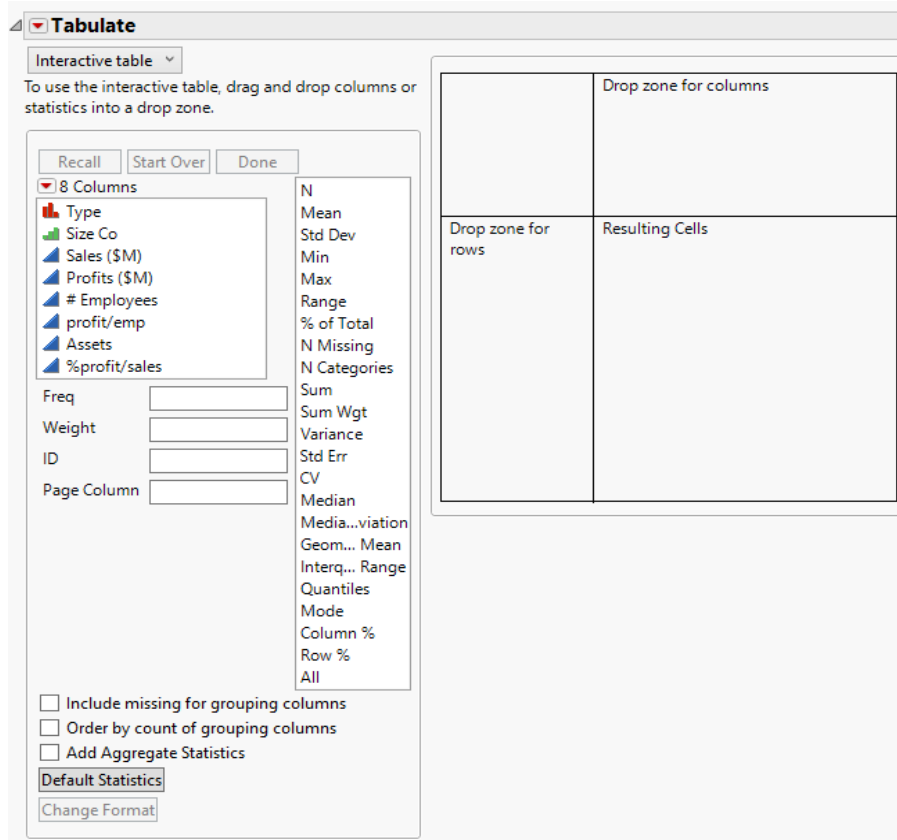 Tabulate
Interactive table
To use the interactive table, drag and drop columns or
statistics into a drop zone.
Recall
Start Over
Done
8 Columns
Type
Size Co
Sales ($M)
Profits ($M)
# Employees
profit/emp
Assets
%profit/sales
Freq
Weight
ID
Page Column
N
Mean
Std Dev
Min
Max
Range
% of Total
N Missing
N Categories
Sum
Sum Wgt
Variance
Std Err
CV
Median
Media...viation
Geom... Mean
Interq... Range
Quantiles
Mode
Column %
Row %
All
Include missing for grouping columns
Order by count of grouping columns
Add Aggregate Statistics
Default Statistics
Change Format
Drop zone for columns
Drop zone for
rows
Resulting Cells